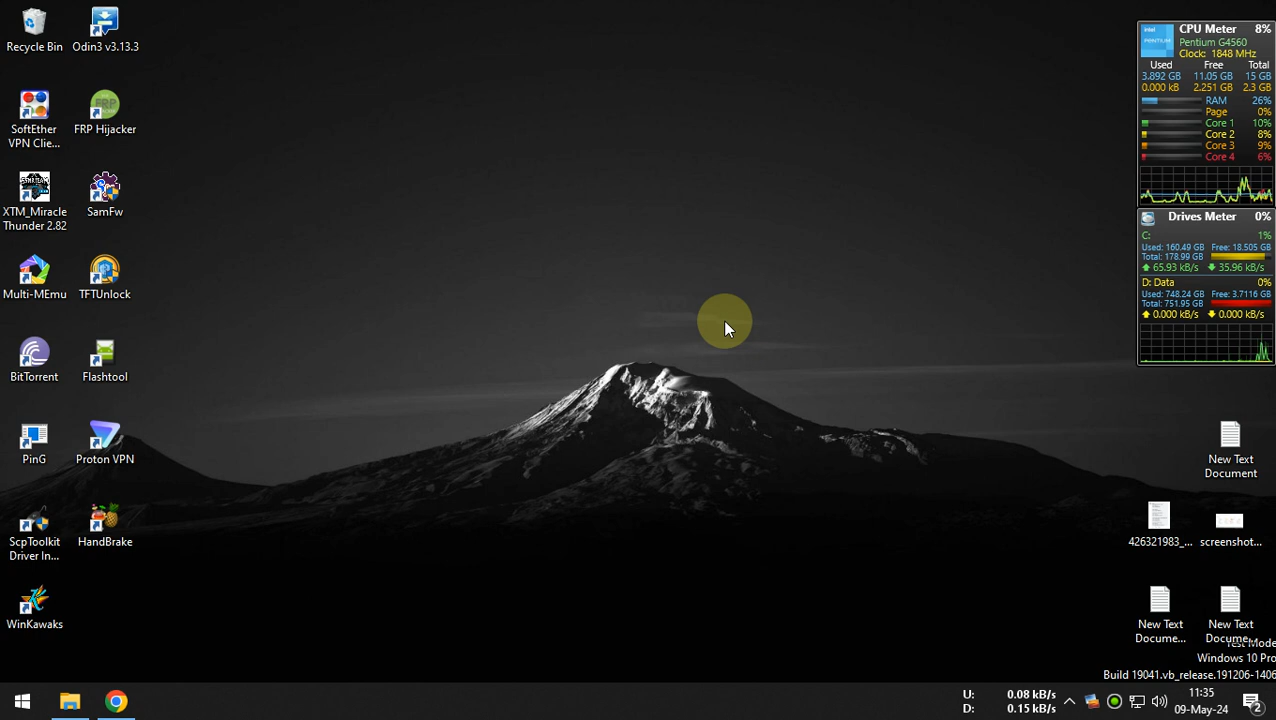 Recycle Bin
Odin3 v3.13.3
SoftEther
VPN Clie...
FRP Hijacker
XTM_Miracle
Thunder 2.82
SamFw
Multi-MEmu
TFTUnlock
BitTorrent
Flashtool
PinG
Proton VPN
ScpToolkit
Driver In...
HandBrake
WinKawaks
CPU Meter 8%
intel
PENTIUM
Pentium G4560
Clock: 1848 MHz
Used Free Total
3.892 GB 11.05 GB 15 GB
0.000 kB 2.251 GB 2.3 GB
RAM 26%
Page 0%
Core 1 10%
Core 2 8%
Core 3 9%
Core 4 6%
Drives Meter 0%
C: 1%
Used: 160.49 GB Free: 18.505 GB
Total: 178.99 GB
65.93 kB/s 35.96 kB/s
D: Data 0%
Used: 748.24 GB Free: 3.7116 GB
Total: 751.95 GB
0.000 kB/s 0.000 kB/s
New Text
Document
426321983_...
screenshot...
New Text
Docume...
New Text
Docume...
Test Mode
Windows 10 Pro
Build 19041.vb_release.191206-1406
U: 0.08 kB/s
D: 0.15 kB/s
11:35
09-May-24
2